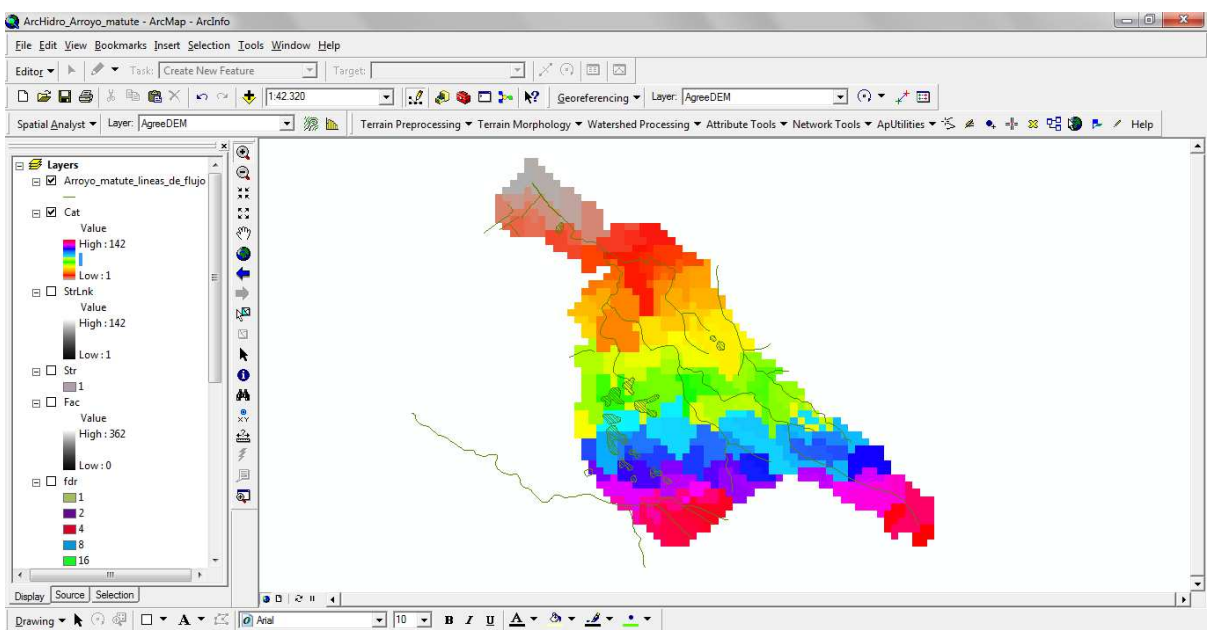 ArcHidro_Arroyo_matute - ArcMap - ArcInfo
File Edit View Bookmarks Insert Selection Tools Window Help
Editor Task: Create New Feature Target:
1:42.320 Georeferencing Layer: AgreeDEM
Spatial Analyst Layer: AgreeDEM Terrain Preprocessing Terrain Morphology Watershed Processing Attribute Tools Network Tools ApUtilities Help
Layers
Arroyo_matute_lineas_de_flujo
Cat
Value
High : 142
Low : 1
StrLnk
Value
High : 142
Low : 1
Str
1
Fac
Value
High : 362
Low : 0
fdr
1
2
4
8
16
Display Source Selection
Drawing A Arial 10 B I U A